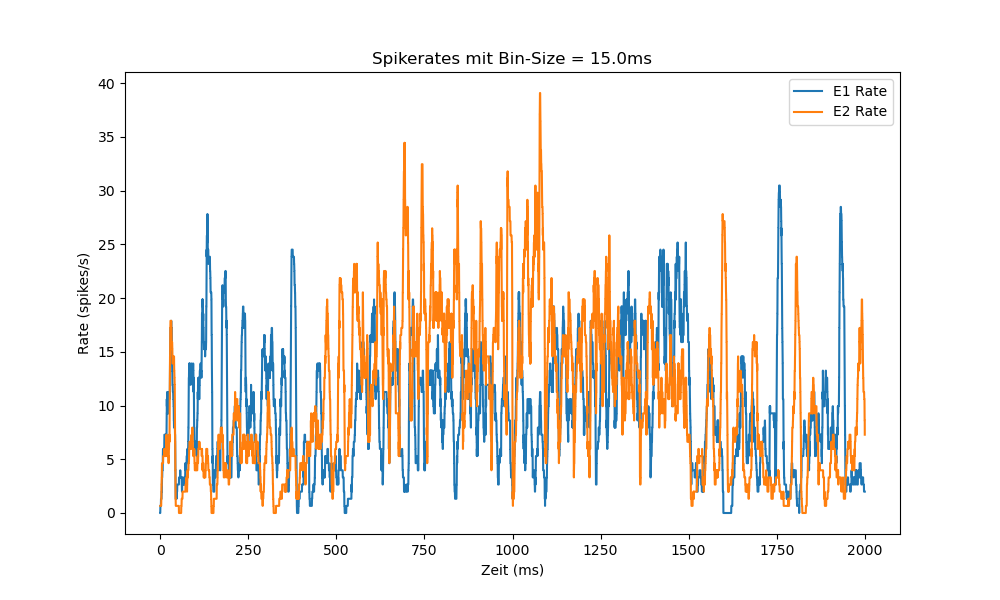 Spikerates mit Bin-Size = 15.0ms
E1 Rate
E2 Rate
40
35
30
25
20
15
10
5
0
Rate (spikes/s)
0 250 500 750 1000 1250 1500 1750 2000
Zeit (ms)